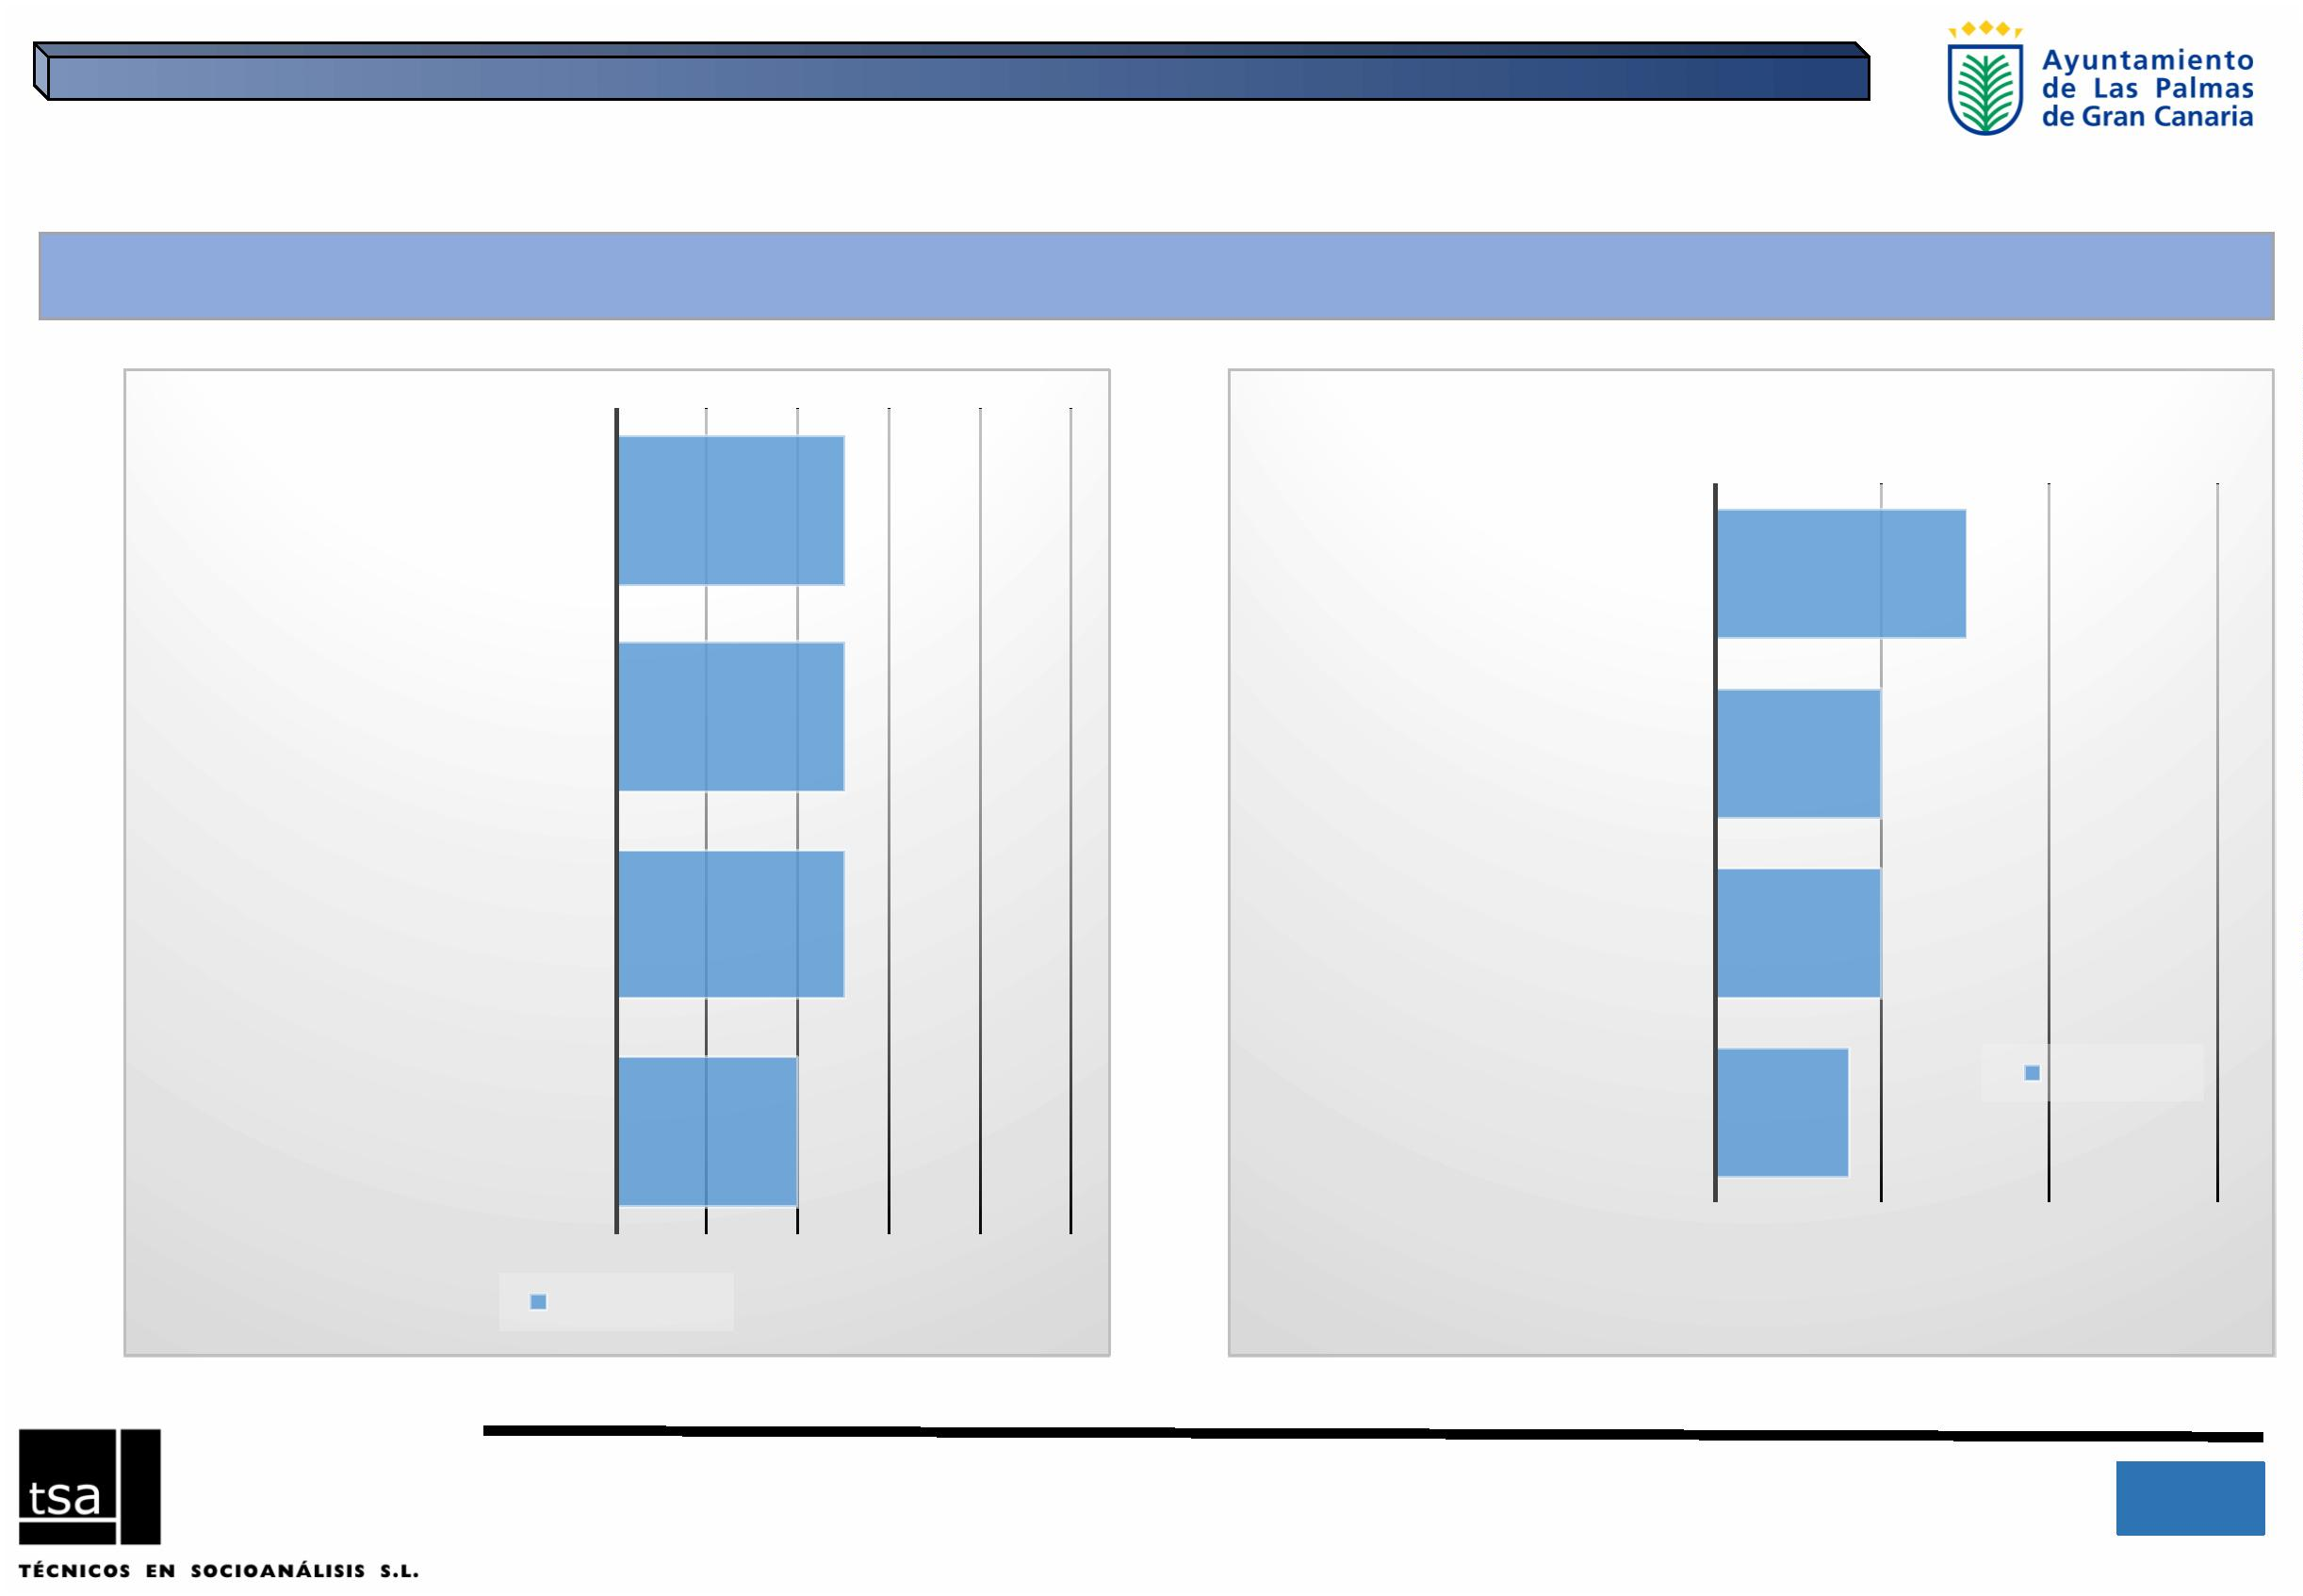 Ayuntamiento
de Las Palmas
de Gran Canaria
tsa
TÉCNICOS EN SOCIOANÁLISIS S.L.